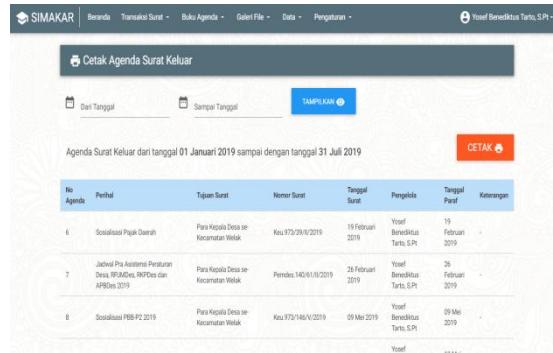 SIMAKAR Beranda Transaksi Surat Buku Agenda Galeri File Data Pengaturan Yosef Benediktus Tarto, S.Pt
Cetak Agenda Surat Keluar
Dari Tanggal Sampai Tanggal TAMPILKAN
Agenda Surat Keluar dari tanggal 01 Januari 2019 sampai dengan tanggal 31 Juli 2019 CETAK
No Agenda Perihal Tujuan Surat Nomor Surat Tanggal Surat Pengelola Tanggal Paraf Keterangan
6 Sosialisasi Pajak Daerah Para Kepala Desa se-Kecamatan Welak Keu.973/39/II/2019 19 Februari 2019 Yosef Benediktus Tarto, S.Pt 19 Februari 2019 -
7 Jadwal Pra Asistensi Peraturan Desa, RPJMDes, RKPDes dan APBDes 2019 Para Kepala Desa se-Kecamatan Welak Pemdes.140/61/II/2019 26 Februari 2019 Yosef Benediktus Tarto, S.Pt 26 Februari 2019 -
8 Sosialisasi PBB-P2 2019 Para Kepala Desa se-Kecamatan Welak Keu.973/146/V/2019 09 Mei 2019 Yosef Benediktus Tarto, S.Pt 09 Mei 2019 -
Yosef